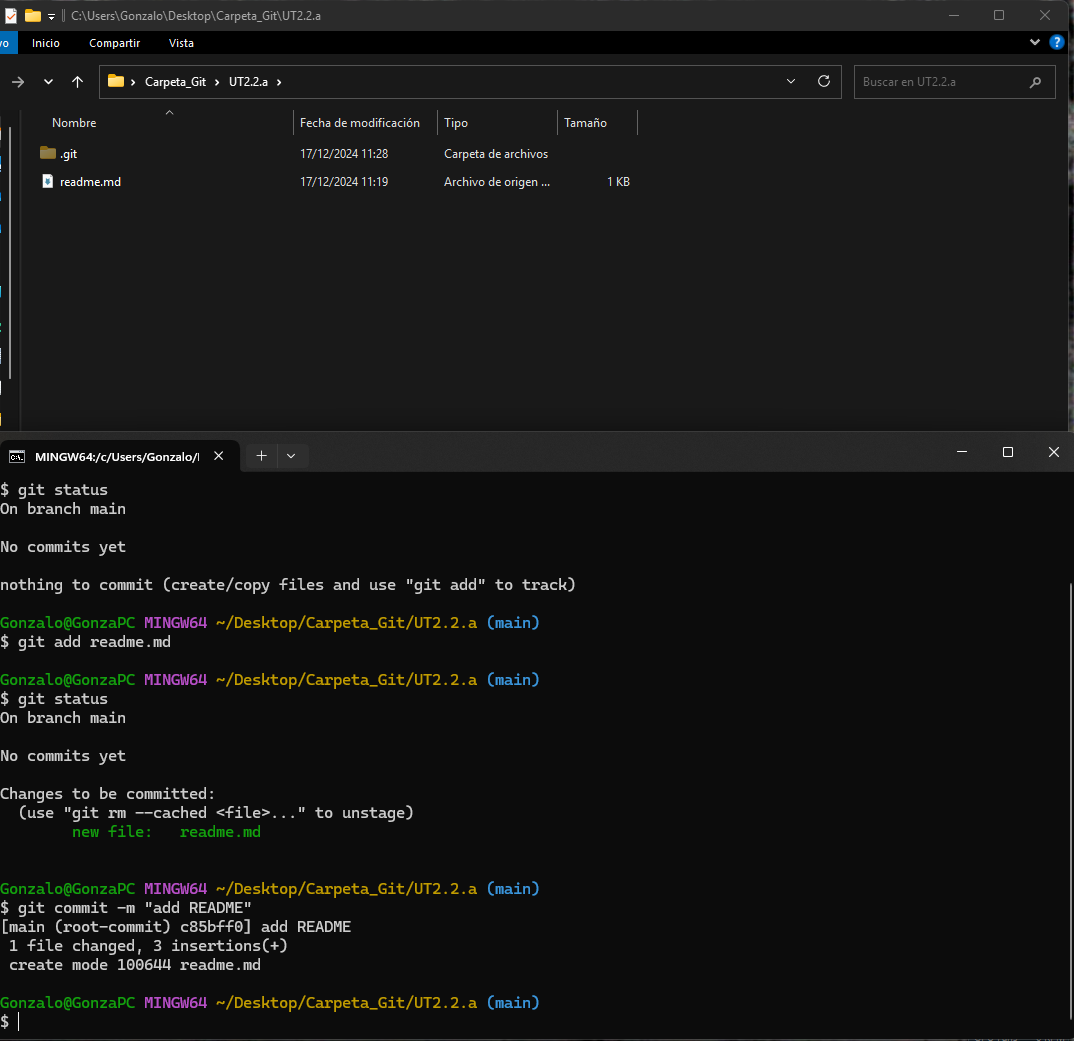 C:\Users\Gonzalo\Desktop\Carpeta_Git\UT2.2.a
vo Inicio Compartir Vista
Carpeta_Git UT2.2.a Buscar en UT2.2.a
Nombre Fecha de modificación Tipo Tamaño
.git 17/12/2024 11:28 Carpeta de archivos
readme.md 17/12/2024 11:19 Archivo de origen ... 1 KB
MINGW64:/c/Users/Gonzalo/
$ git status
On branch main
No commits yet
nothing to commit (create/copy files and use "git add" to track)
Gonzalo@GonzaPC MINGW64 ~/Desktop/Carpeta_Git/UT2.2.a (main)
$ git add readme.md
Gonzalo@GonzaPC MINGW64 ~/Desktop/Carpeta_Git/UT2.2.a (main)
$ git status
On branch main
No commits yet
Changes to be committed:
  (use "git rm --cached <file>..." to unstage)
        new file:   readme.md
Gonzalo@GonzaPC MINGW64 ~/Desktop/Carpeta_Git/UT2.2.a (main)
$ git commit -m "add README"
[main (root-commit) c85bff0] add README
 1 file changed, 3 insertions(+)
 create mode 100644 readme.md
Gonzalo@GonzaPC MINGW64 ~/Desktop/Carpeta_Git/UT2.2.a (main)
$